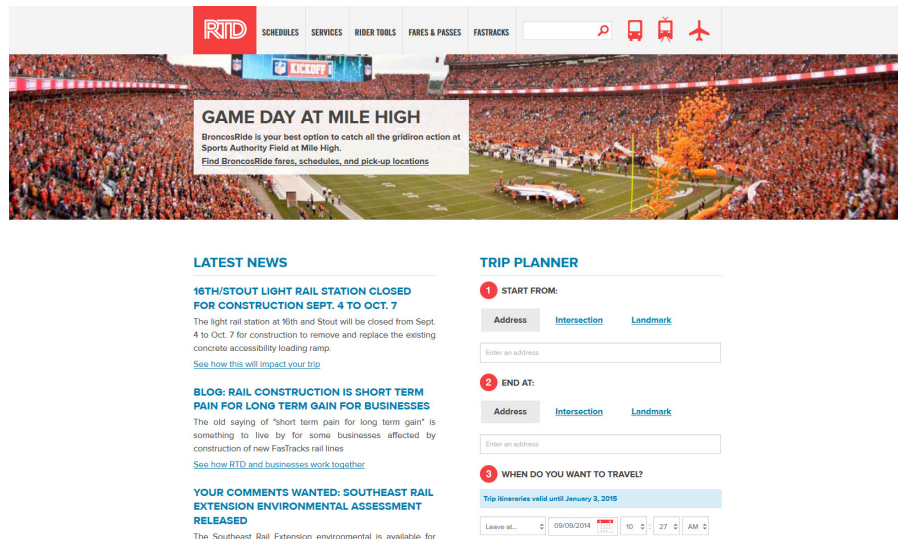 RTD
SCHEDULES
SERVICES
RIDER TOOLS
FARES & PASSES
FASTRACKS
KICKOFF
GAME DAY AT MILE HIGH
BroncosRide is your best option to catch all the gridiron action at
Sports Authority Field at Mile High.
Find BroncosRide fares, schedules, and pick-up locations
LATEST NEWS
16TH/STOUT LIGHT RAIL STATION CLOSED
FOR CONSTRUCTION SEPT. 4 TO OCT. 7
The light rail station at 16th and Stout will be closed from Sept.
4 to Oct. 7 for construction to remove and replace the existing
concrete accessibility loading ramp.
See how this will impact your trip
BLOG: RAIL CONSTRUCTION IS SHORT TERM
PAIN FOR LONG TERM GAIN FOR BUSINESSES
The old saying of "short term pain for long term gain" is
something to live by for some businesses affected by
construction of new FasTracks rail lines
See how RTD and businesses work together
YOUR COMMENTS WANTED: SOUTHEAST RAIL
EXTENSION ENVIRONMENTAL ASSESSMENT
RELEASED
The Southeast Rail Extension environmental is available for
TRIP PLANNER
1 START FROM:
Address Intersection Landmark
Enter an address
2 END AT:
Address Intersection Landmark
Enter an address
3 WHEN DO YOU WANT TO TRAVEL?
Trip itineraries valid until January 3, 2015
Leave at... 09/09/2014 10 : 27 AM